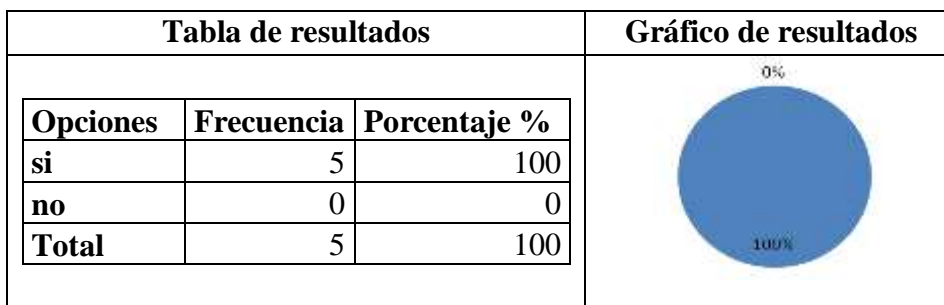 Tabla de resultados
Gráfico de resultados
Opciones Frecuencia Porcentaje %
si 5 100
no 0 0
Total 5 100
0%
100%